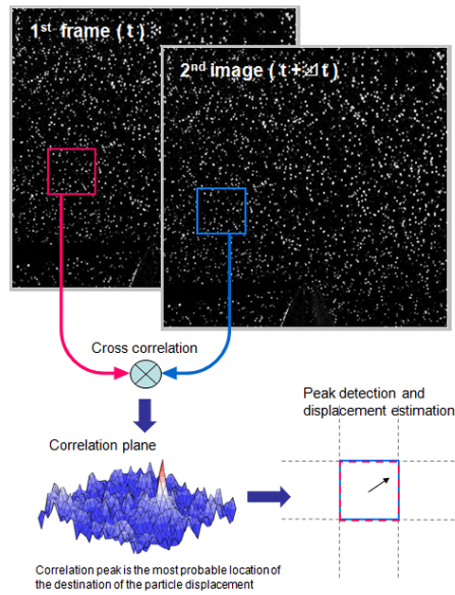 1st frame ( t )
2nd image ( t + ⊿ t )
Cross correlation
Peak detection and
displacement estimation
Correlation plane
Correlation peak is the most probable location of
the destination of the particle displacement